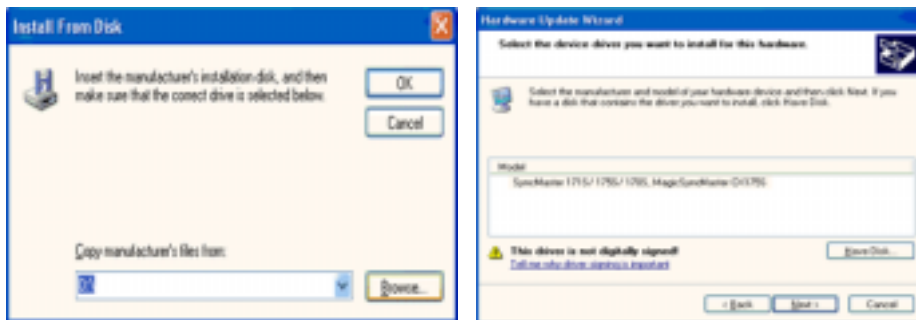 Install From Disk
Insert the manufacturer's installation disk, and then
make sure that the correct drive is selected below.
OK
Cancel
Copy manufacturer's files from:
Browse...
Hardware Update Wizard
Select the device driver you want to install for this hardware.
Select the manufacturer and model of your hardware device and then click Next. If you
have a disk that contains the driver you want to install, click Have Disk.
Model
SyncMaster
This driver is not digitally signed!
Tell me why driver signing is important
Have Disk...
< Back
Next >
Cancel